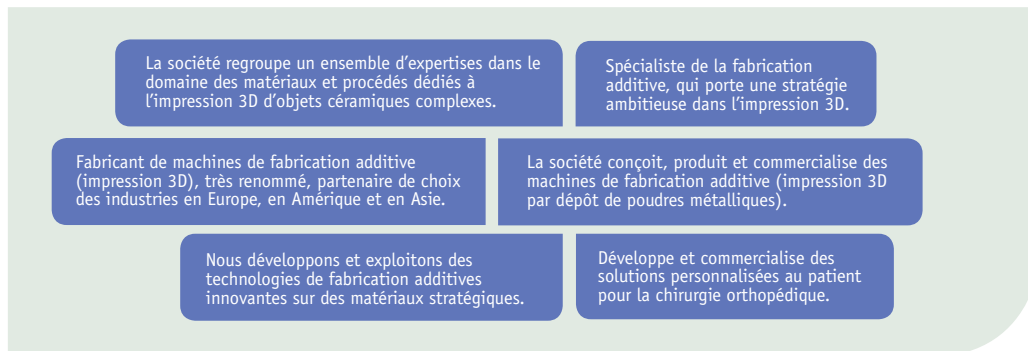 La société regroupe un ensemble d'expertises dans le
domaine des matériaux et procédés dédiés à
l'impression 3D d'objets céramiques complexes.
Spécialiste de la fabrication
additive, qui porte une stratégie
ambitieuse dans l'impression 3D.
Fabricant de machines de fabrication additive
(impression 3D), très renommé, partenaire de choix
des industries en Europe, en Amérique et en Asie.
La société conçoit, produit et commercialise des
machines de fabrication additive (impression 3D
par dépôt de poudres métalliques).
Nous développons et exploitons des
technologies de fabrication additives
innovantes sur des matériaux stratégiques.
Développe et commercialise des
solutions personnalisées au patient
pour la chirurgie orthopédique.